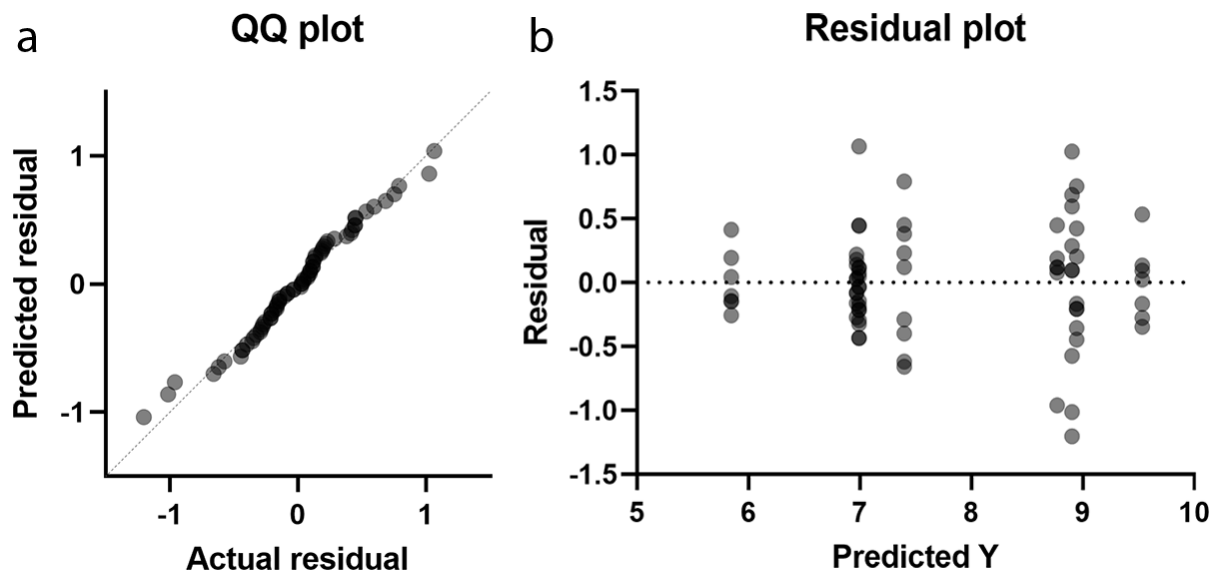 a
QQ plot
Predicted residual
1
0
-1
-1
0
1
Actual residual
b
Residual plot
Residual
1.5
1.0
0.5
0.0
-0.5
-1.0
-1.5
5
6
7
8
9
10
Predicted Y